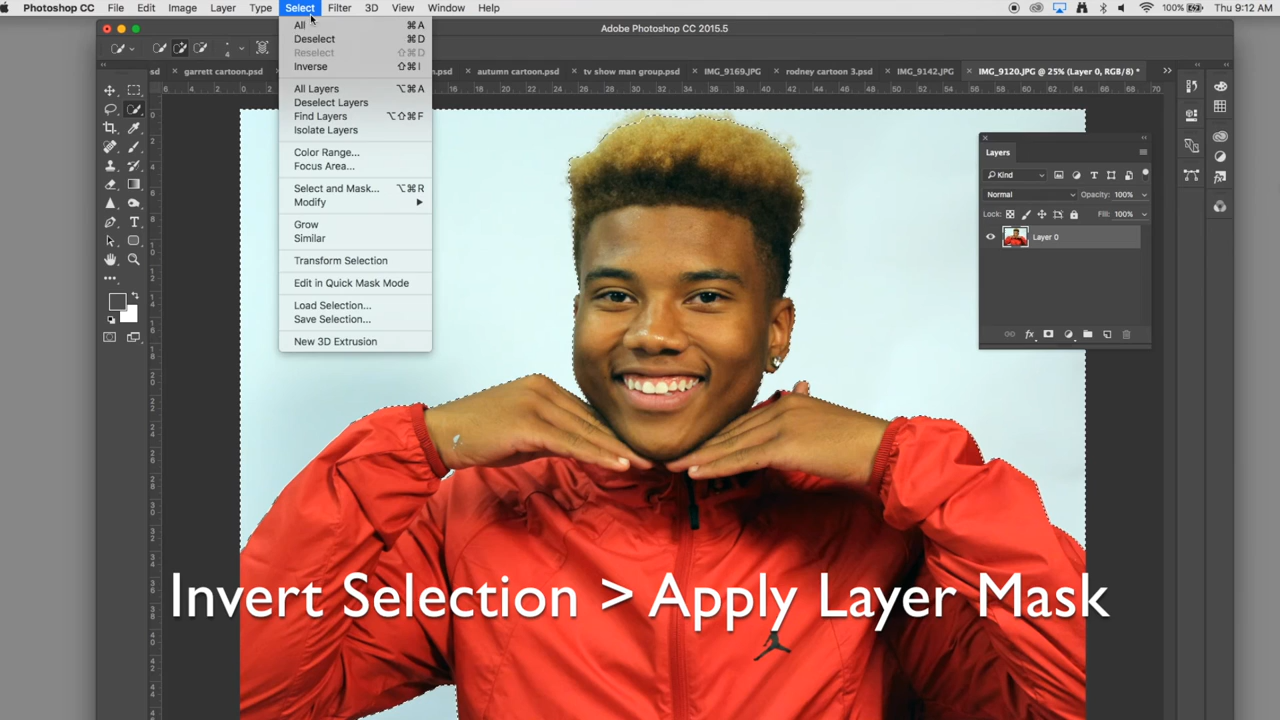 Photoshop CC File Edit Image Layer Type Select Filter 3D View Window Help 100% Thu 9:12 AM
Adobe Photoshop CC 2015.5
4
sd × garrett cartoon.psd × autumn cartoon.psd × tv show man group.psd × IMG_9169.JPG × rodney cartoon 3.psd × IMG_9142.JPG × IMG_9120.JPG @ 25% (Layer 0, RGB/8) *
All ⌘A
Deselect ⌘D
Reselect ⇧⌘D
Inverse ⇧⌘I
All Layers ⌥⌘A
Deselect Layers
Find Layers ⌥⇧⌘F
Isolate Layers
Color Range...
Focus Area...
Select and Mask... ⌥⌘R
Modify
Grow
Similar
Transform Selection
Edit in Quick Mask Mode
Load Selection...
Save Selection...
New 3D Extrusion
Layers
Kind
Normal Opacity: 100%
Lock: Fill: 100%
Layer 0
Invert Selection > Apply Layer Mask